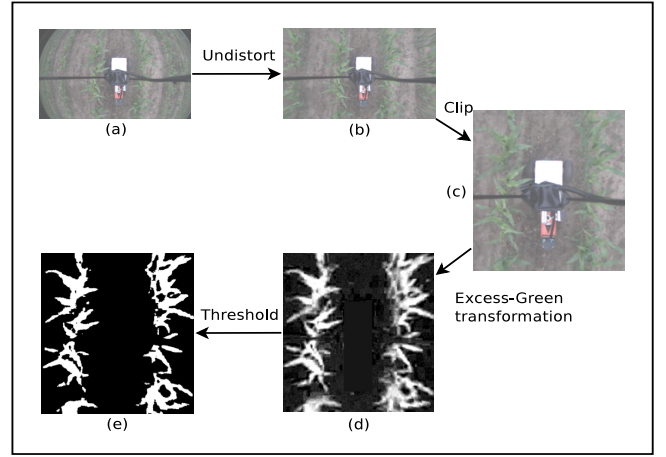 Undistort
(a)
(b)
Clip
(c)
Excess-Green
transformation
Threshold
(e)
(d)